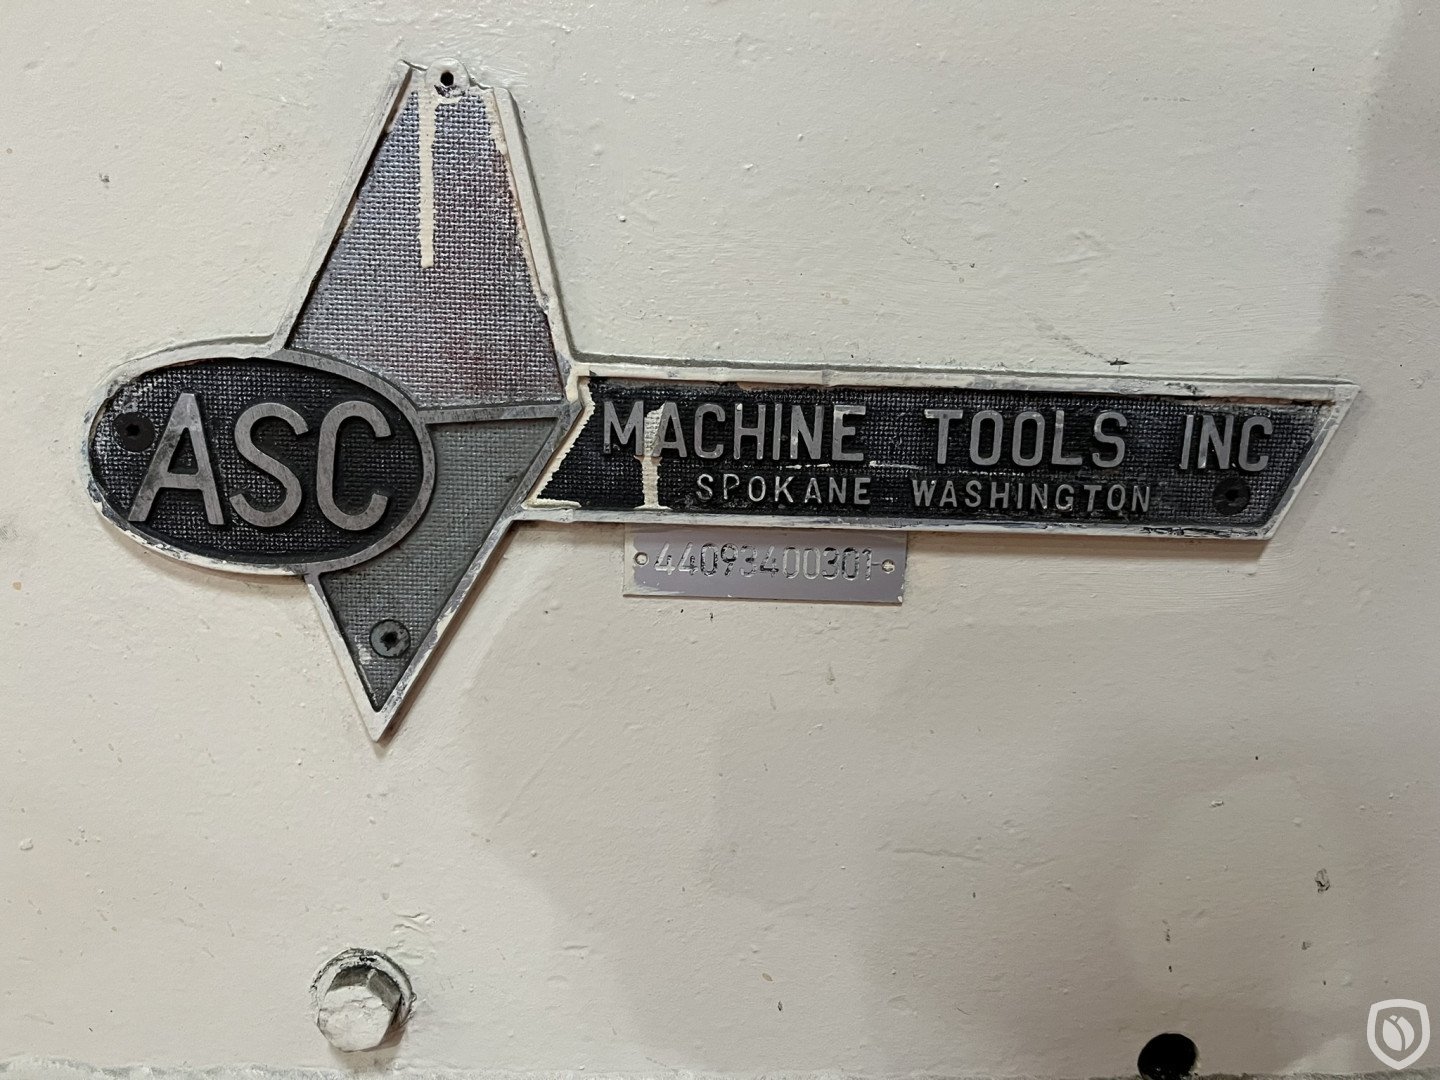 ASC
MACHINE TOOLS INC
SPOKANE WASHINGTON
44093400301